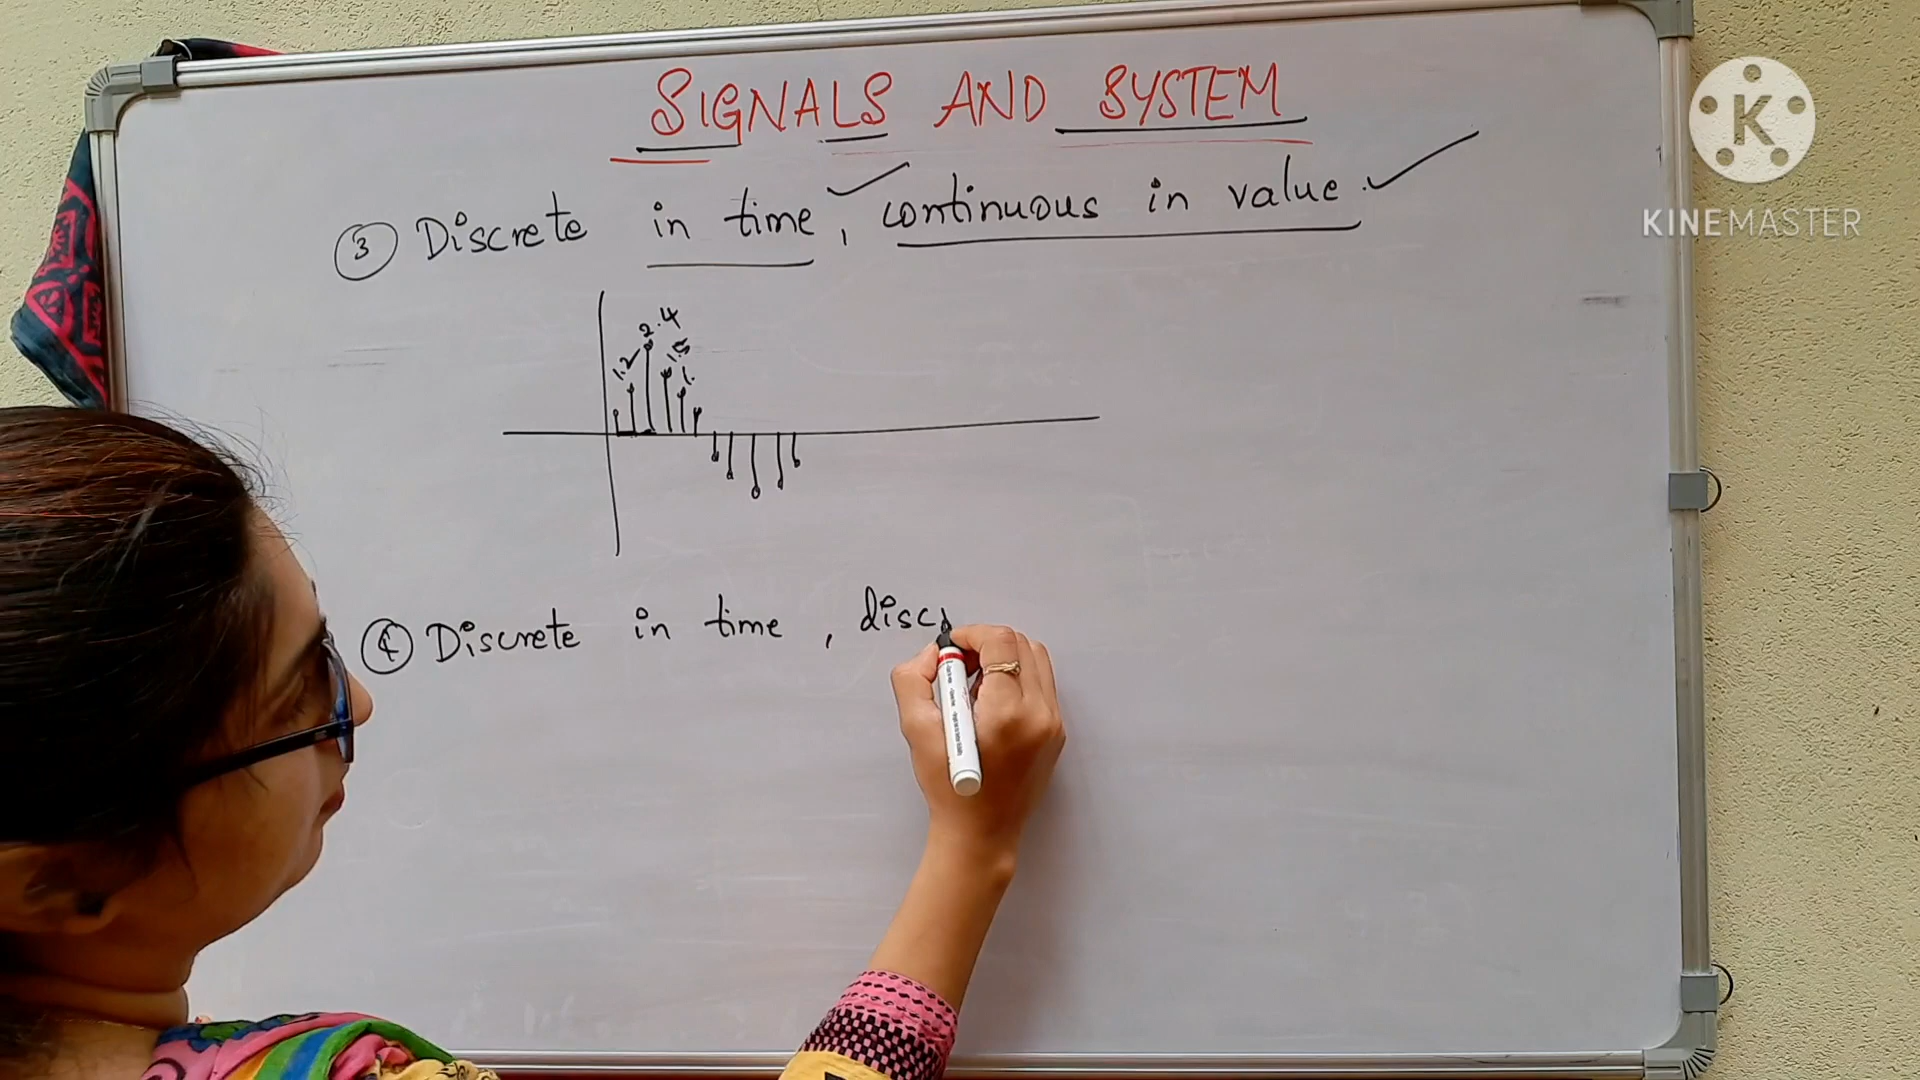 SIGNALS AND SYSTEM
③ Discrete in time, continuous in value.
1.2 2.4 1.5 1.
④ Discrete in time, disc
K
KINEMASTER